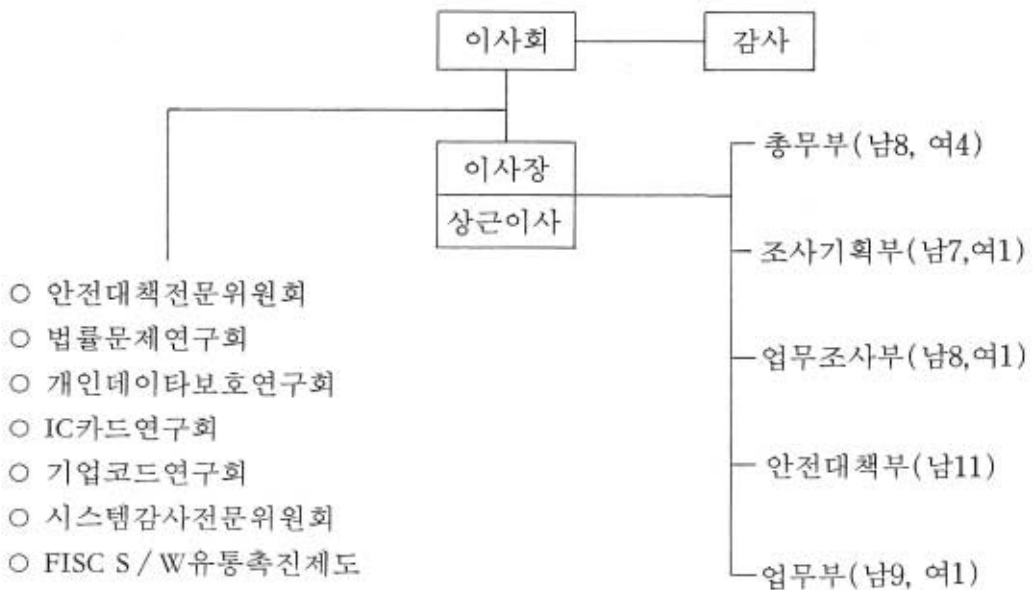 이사회
감사
이사장
상근이사
총무부(남8, 여4)
조사기획부(남7,여1)
업무조사부(남8,여1)
안전대책부(남11)
업무부(남9, 여1)
○ 안전대책전문위원회
○ 법률문제연구회
○ 개인데이타보호연구회
○ IC카드연구회
○ 기업코드연구회
○ 시스템감사전문위원회
○ FISC S / W유통촉진제도